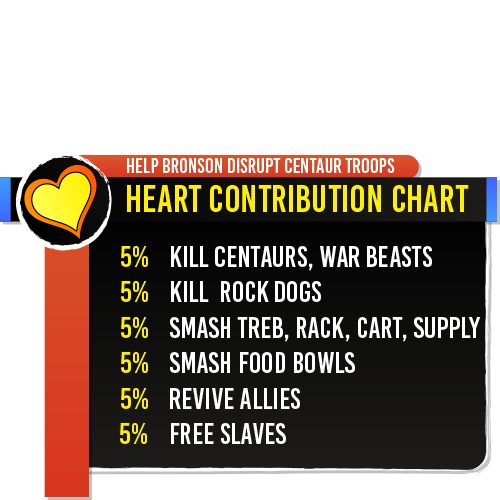 HELP BRONSON DISRUPT CENTAUR TROOPS
HEART CONTRIBUTION CHART
5% KILL CENTAURS, WAR BEASTS
5% KILL ROCK DOGS
5% SMASH TREB, RACK, CART, SUPPLY
5% SMASH FOOD BOWLS
5% REVIVE ALLIES
5% FREE SLAVES